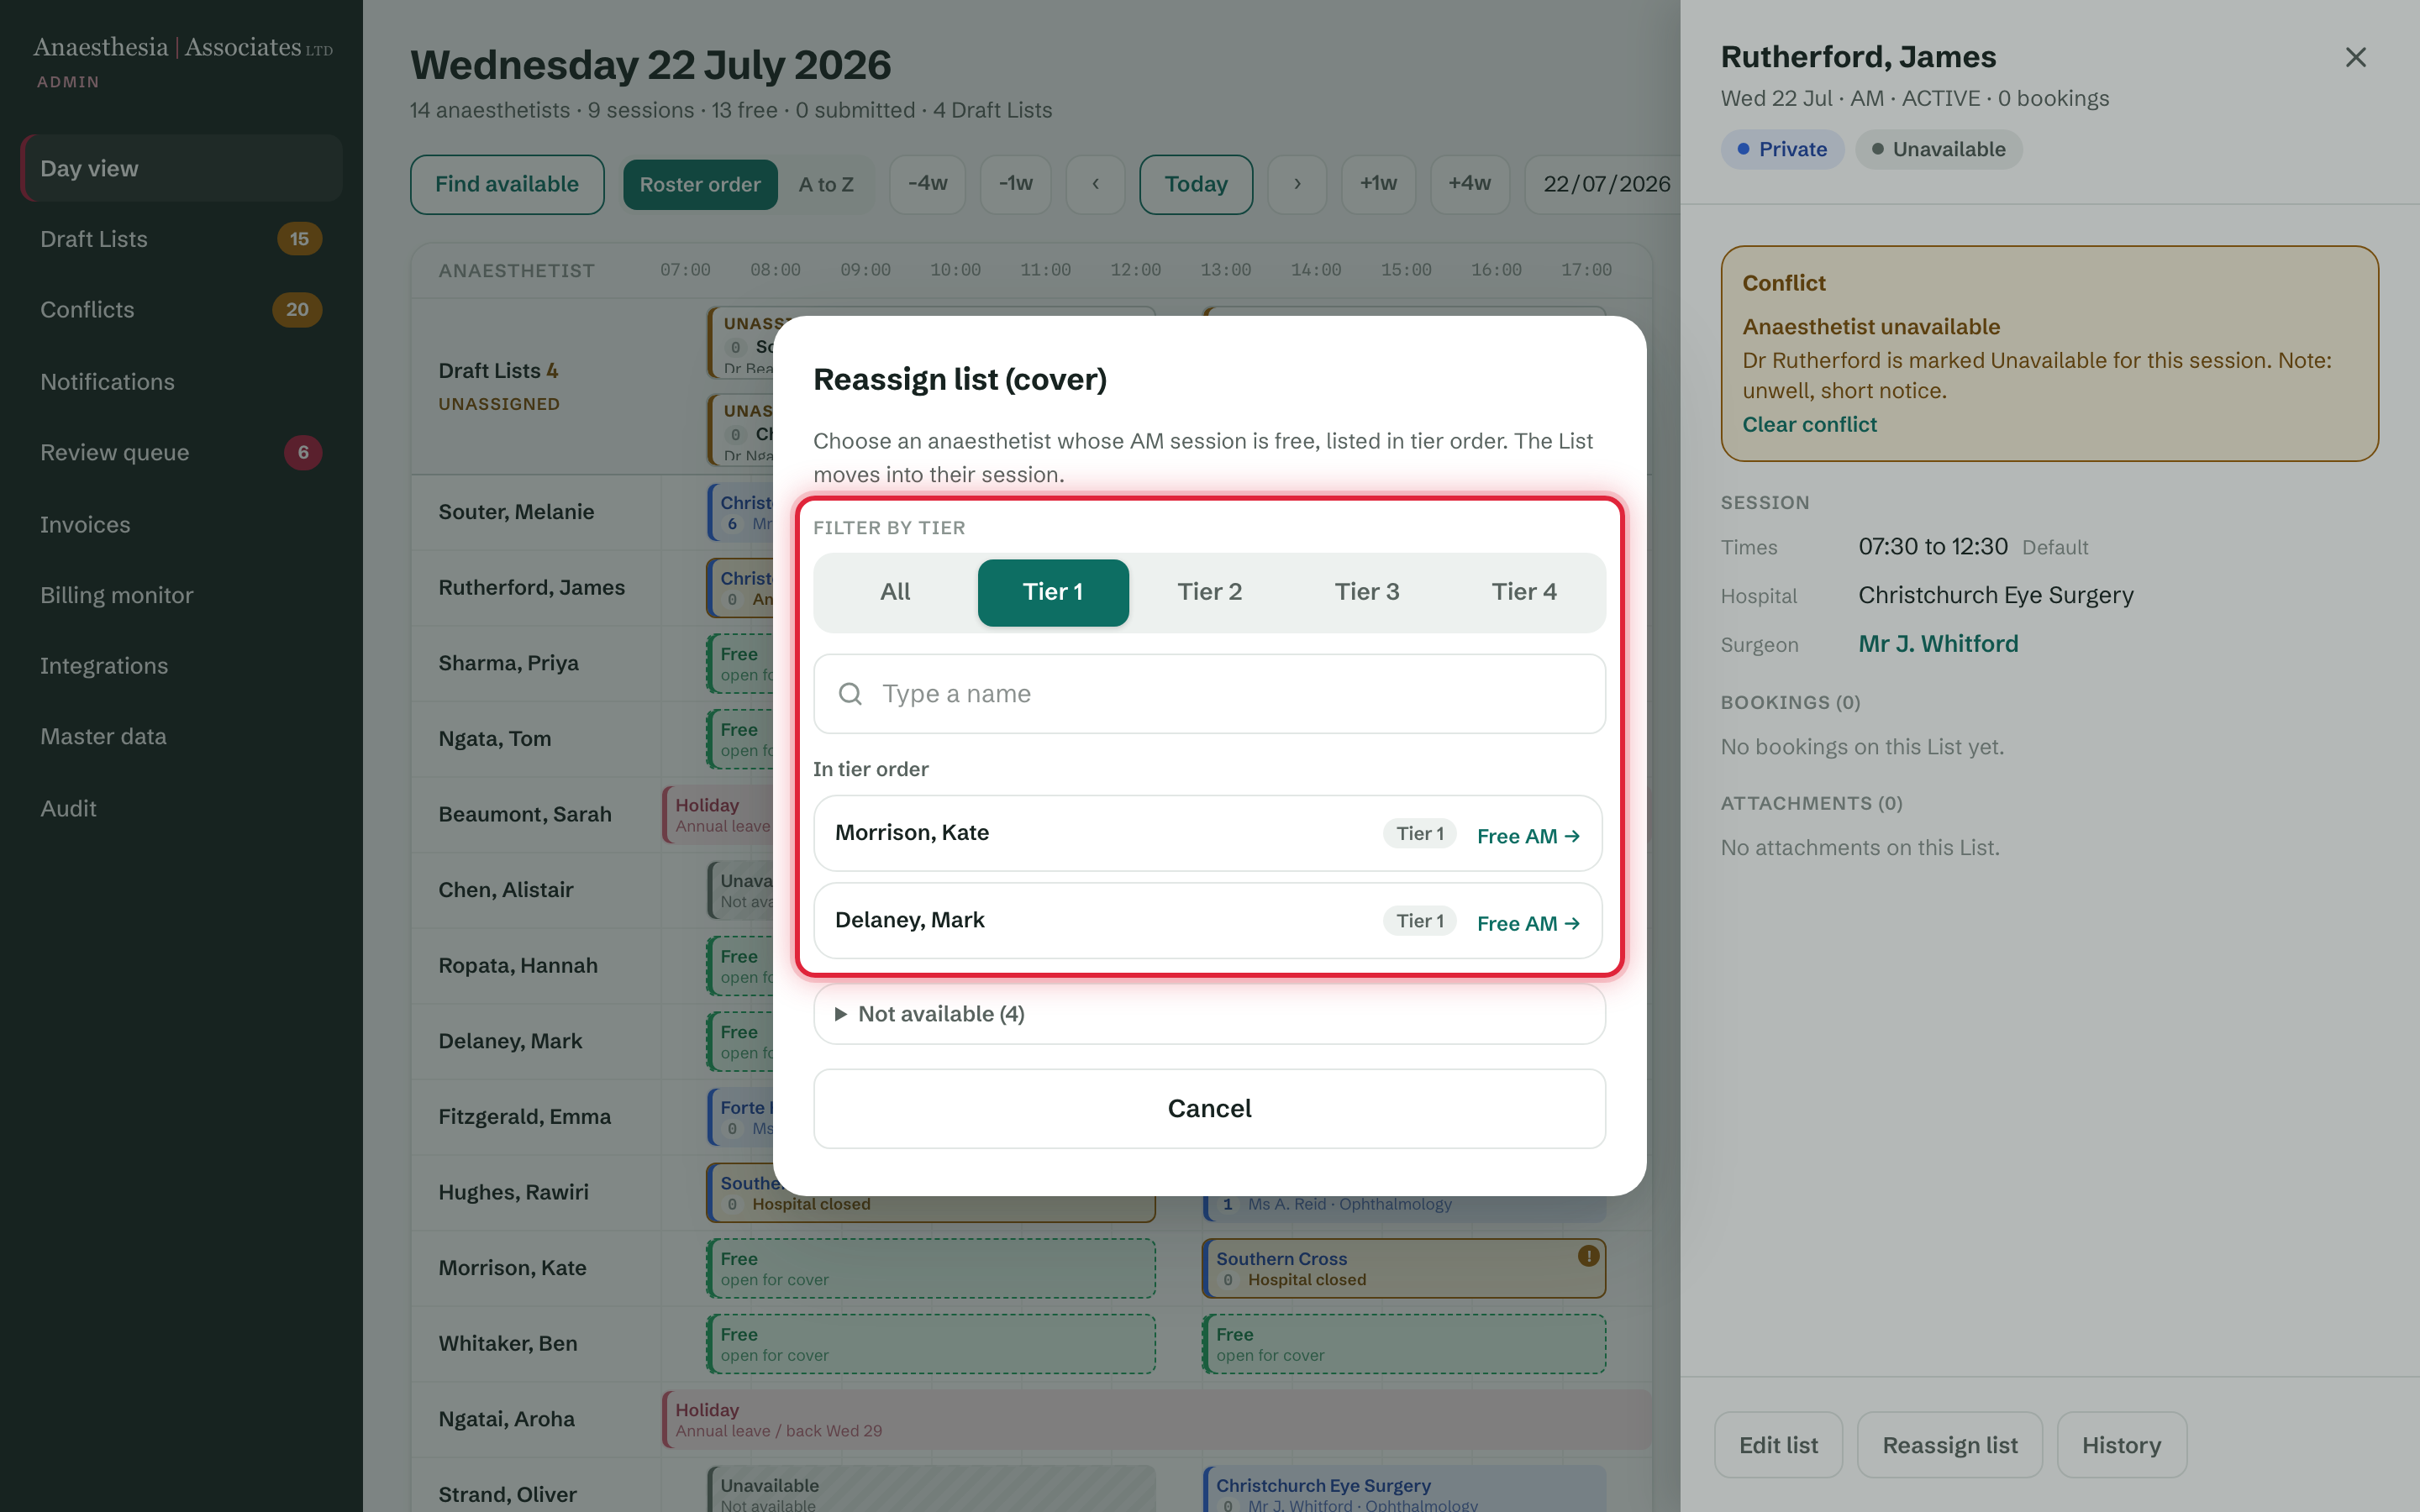 Anaesthesia | Associates LTD
ADMIN
Day view
Draft Lists 15
Conflicts 20
Notifications
Review queue 6
Invoices
Billing monitor
Integrations
Master data
Audit
Wednesday 22 July 2026
14 anaesthetists · 9 sessions · 13 free · 0 submitted · 4 Draft Lists
Find available
Roster order
A to Z
-4w
-1w
‹
Today
›
+1w
+4w
22/07/2026
ANAESTHETIST 07:00 08:00 09:00 10:00 11:00 12:00 13:00 14:00 15:00 16:00 17:00
Draft Lists 4
UNASSIGNED
0
Dr Bea
0
Souter, Melanie
6
Rutherford, James
0
Sharma, Priya
Free
Ngata, Tom
Free
Beaumont, Sarah
Holiday
Annual leave
Chen, Alistair
Ropata, Hannah
Free
Delaney, Mark
Free
Fitzgerald, Emma
0
Hughes, Rawiri
0 Hospital closed
1 Ms A. Reid · Ophthalmology
Morrison, Kate
Free
open for cover
Southern Cross
0 Hospital closed
Whitaker, Ben
Free
open for cover
Free
open for cover
Ngatai, Aroha
Holiday
Annual leave / back Wed 29
Strand, Oliver
Unavailable
Not available
Christchurch Eye Surgery
0 Mr J. Whitford · Ophthalmology
Reassign list (cover)
Choose an anaesthetist whose AM session is free, listed in tier order. The List
moves into their session.
FILTER BY TIER
All
Tier 1
Tier 2
Tier 3
Tier 4
Type a name
In tier order
Morrison, Kate Tier 1 Free AM →
Delaney, Mark Tier 1 Free AM →
Not available (4)
Cancel
Rutherford, James
Wed 22 Jul · AM · ACTIVE · 0 bookings
Private
Unavailable
Conflict
Anaesthetist unavailable
Dr Rutherford is marked Unavailable for this session. Note:
unwell, short notice.
Clear conflict
SESSION
Times 07:30 to 12:30 Default
Hospital Christchurch Eye Surgery
Surgeon Mr J. Whitford
BOOKINGS (0)
No bookings on this List yet.
ATTACHMENTS (0)
No attachments on this List.
Edit list
Reassign list
History